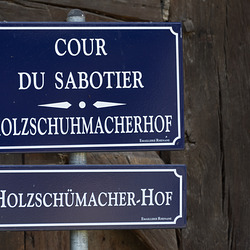 COUR
DU SABOTIER
HOLZSCHUHMACHERHOF
HOLZSCHÜMACHER-HOF